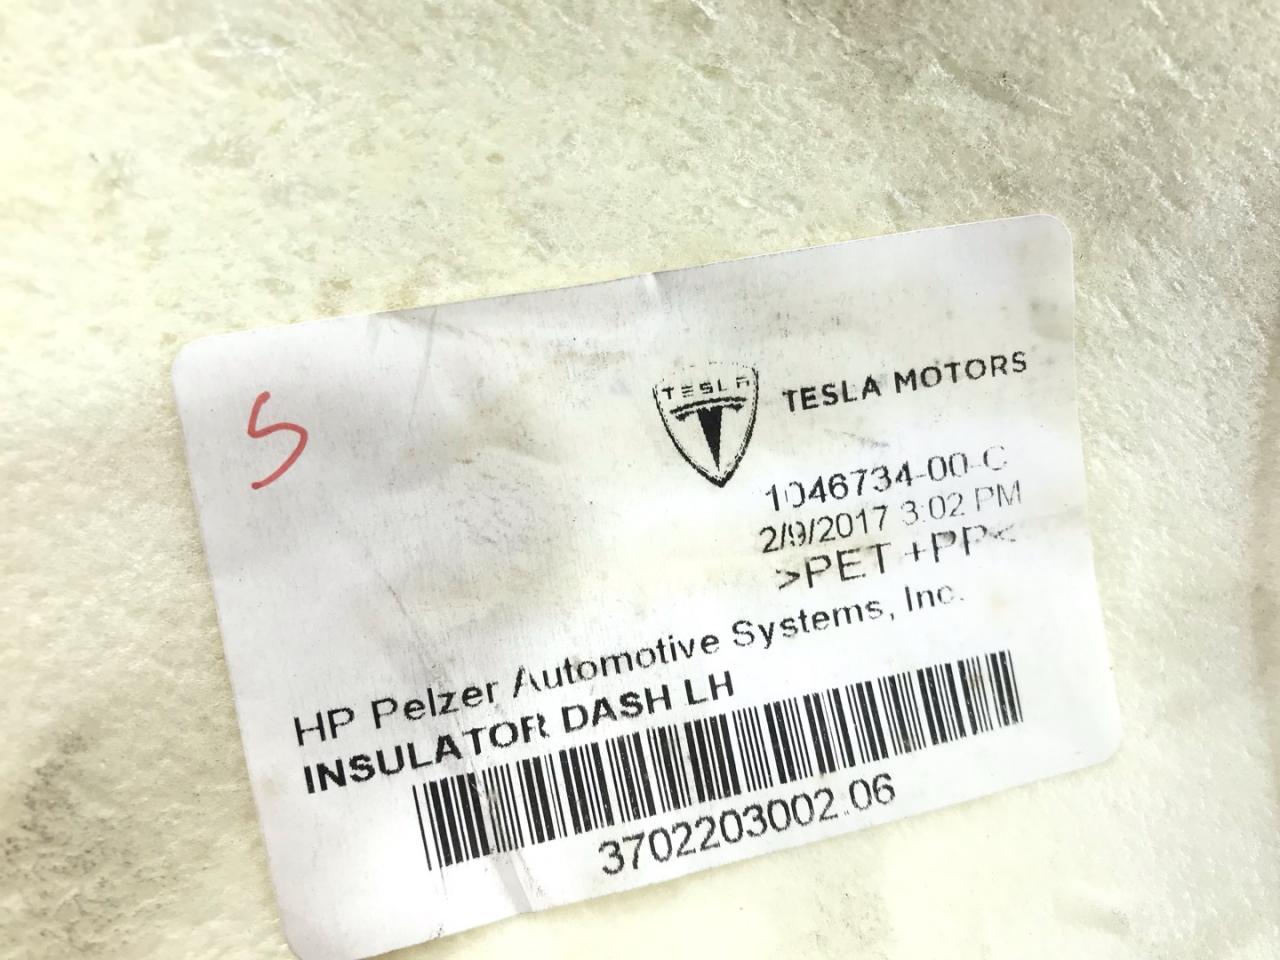 S
TESLA
TESLA MOTORS
1046734-00-C
2/9/2017 3:02 PM
>PET +PP<
HP Pelzer Automotive Systems, Inc.
INSULATOR DASH LH
3702203002.06